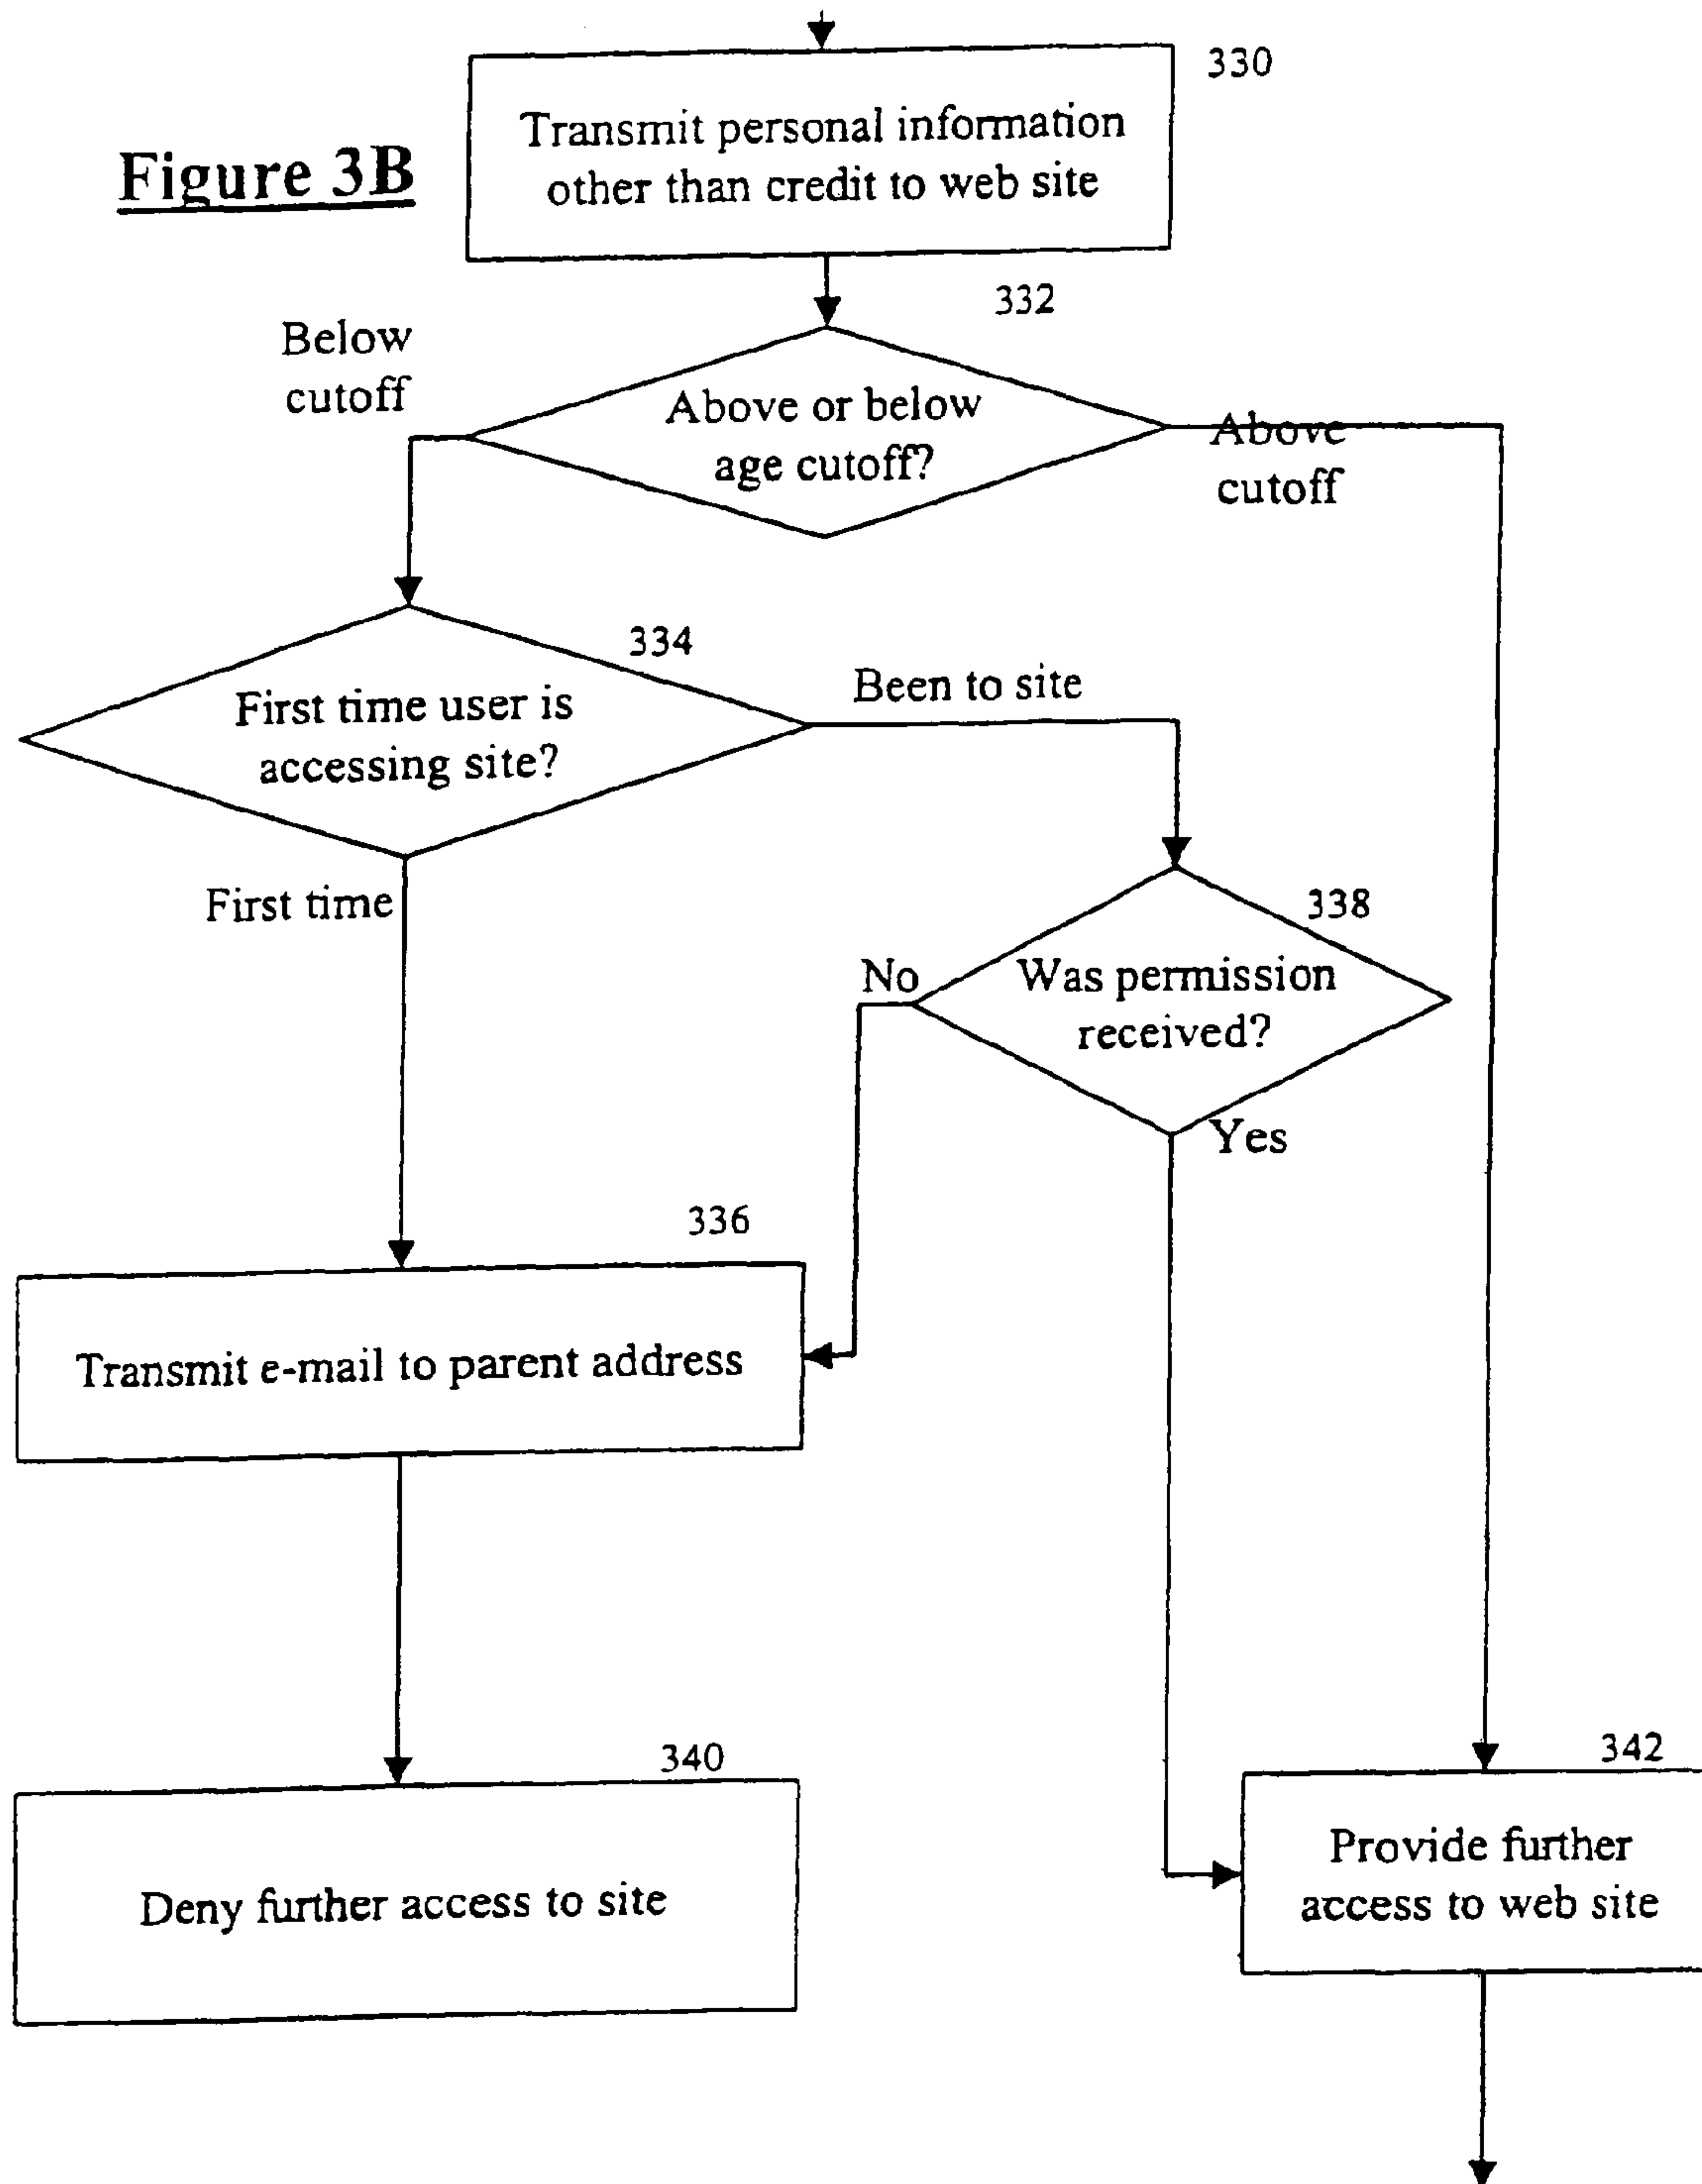 330
Transmit personal information
other than credit to web site
Figure 3B
332
Below
cutoff
Above or below
age cutoff?
Above
cutoff
334
First time user is
accessing site?
Been to site
First time
338
No
Was permission
received?
Yes
336
Transmit e-mail to parent address
340
Deny further access to site
342
Provide further
access to web site